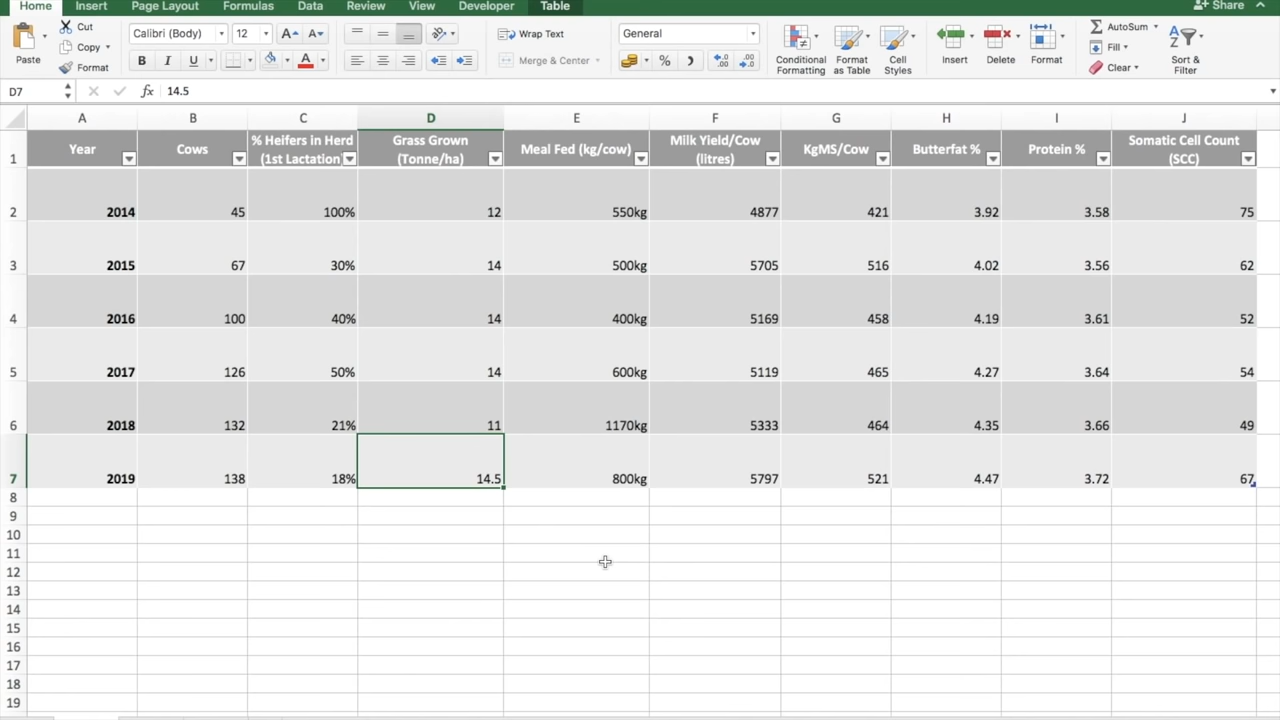 Home Insert Page Layout Formulas Data Review View Developer Table Share
Cut Calibri (Body) 12 A A Wrap Text General AutoSum
Paste Copy Fill
Format B I U A Merge & Center % Conditional Formatting Format as Table Cell Styles Insert Delete Format Clear Sort & Filter
D7 fx 14.5
A B C D E F G H I J
1 Year Cows % Heifers in Herd (1st Lactation) Grass Grown (Tonne/ha) Meal Fed (kg/cow) Milk Yield/Cow (litres) KgMS/Cow Butterfat % Protein % Somatic Cell Count (SCC)
2 2014 45 100% 12 550kg 4877 421 3.92 3.58 75
3 2015 67 30% 14 500kg 5705 516 4.02 3.56 62
4 2016 100 40% 14 400kg 5169 458 4.19 3.61 52
5 2017 126 50% 14 600kg 5119 465 4.27 3.64 54
6 2018 132 21% 11 1170kg 5333 464 4.35 3.66 49
7 2019 138 18% 14.5 800kg 5797 521 4.47 3.72 67
8
9
10
11
12
13
14
15
16
17
18
19